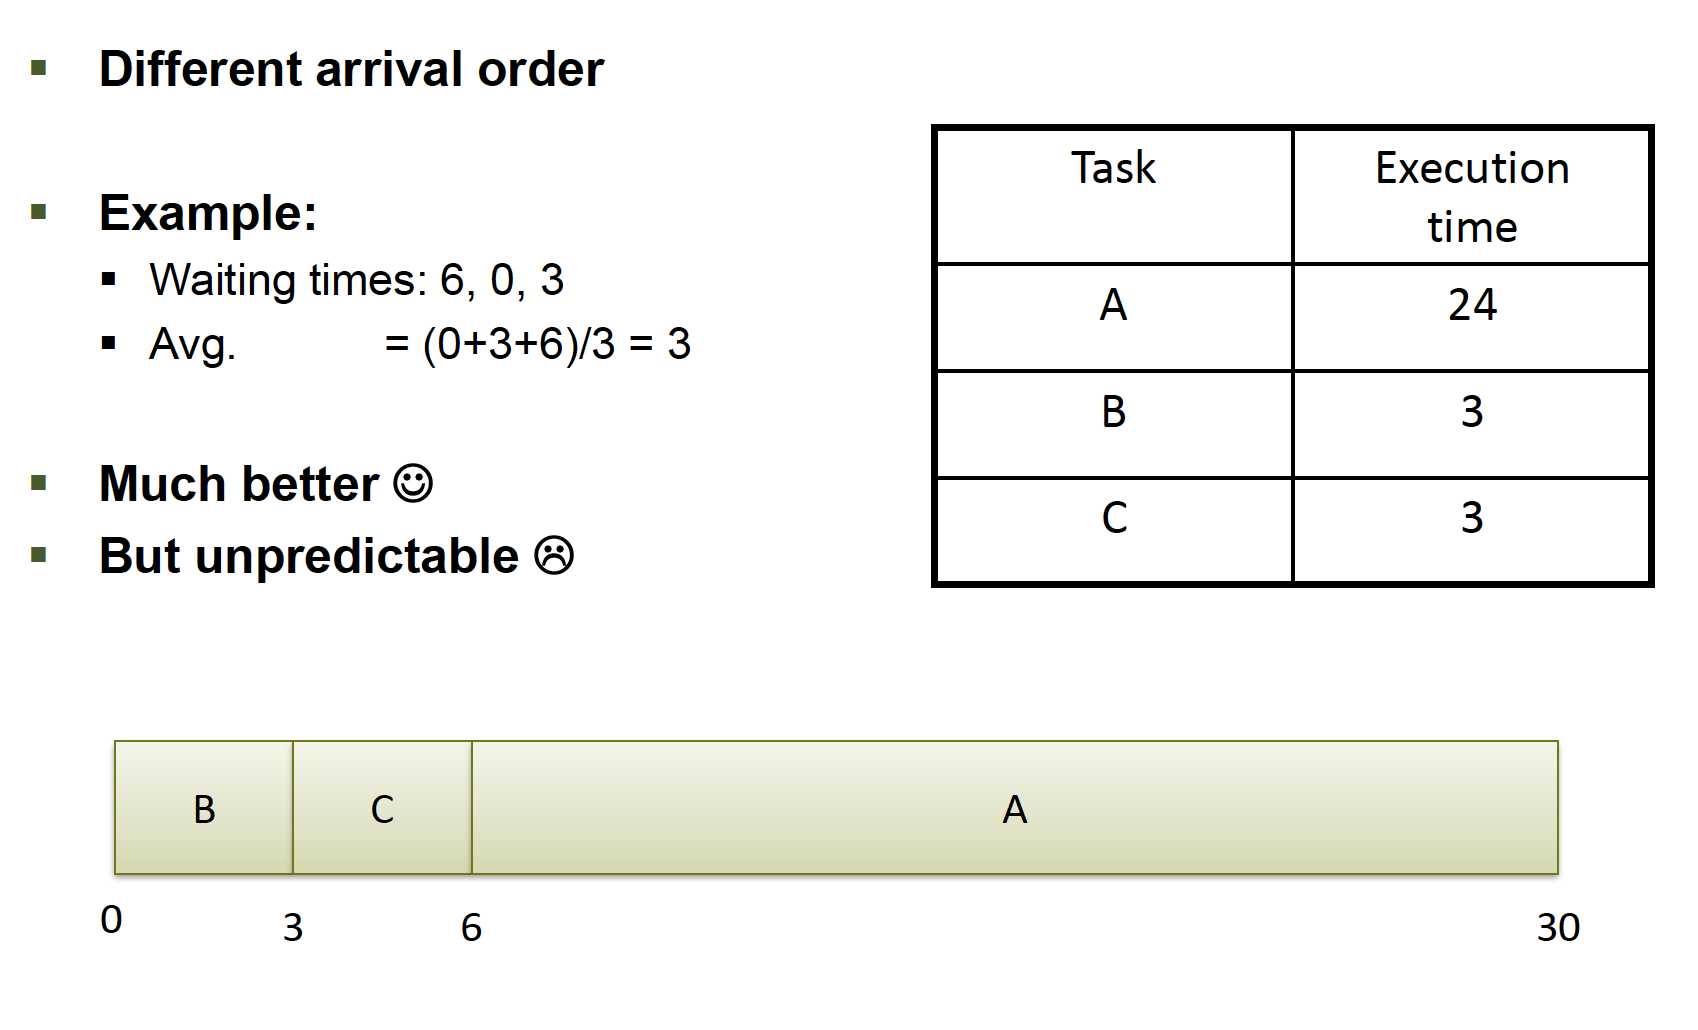 Different arrival order
Example:
Waiting times: 6, 0, 3
Avg. = (0+3+6)/3 = 3
Much better ☺
But unpredictable ☹
Task Execution time
A 24
B 3
C 3
B C A
0 3 6 30